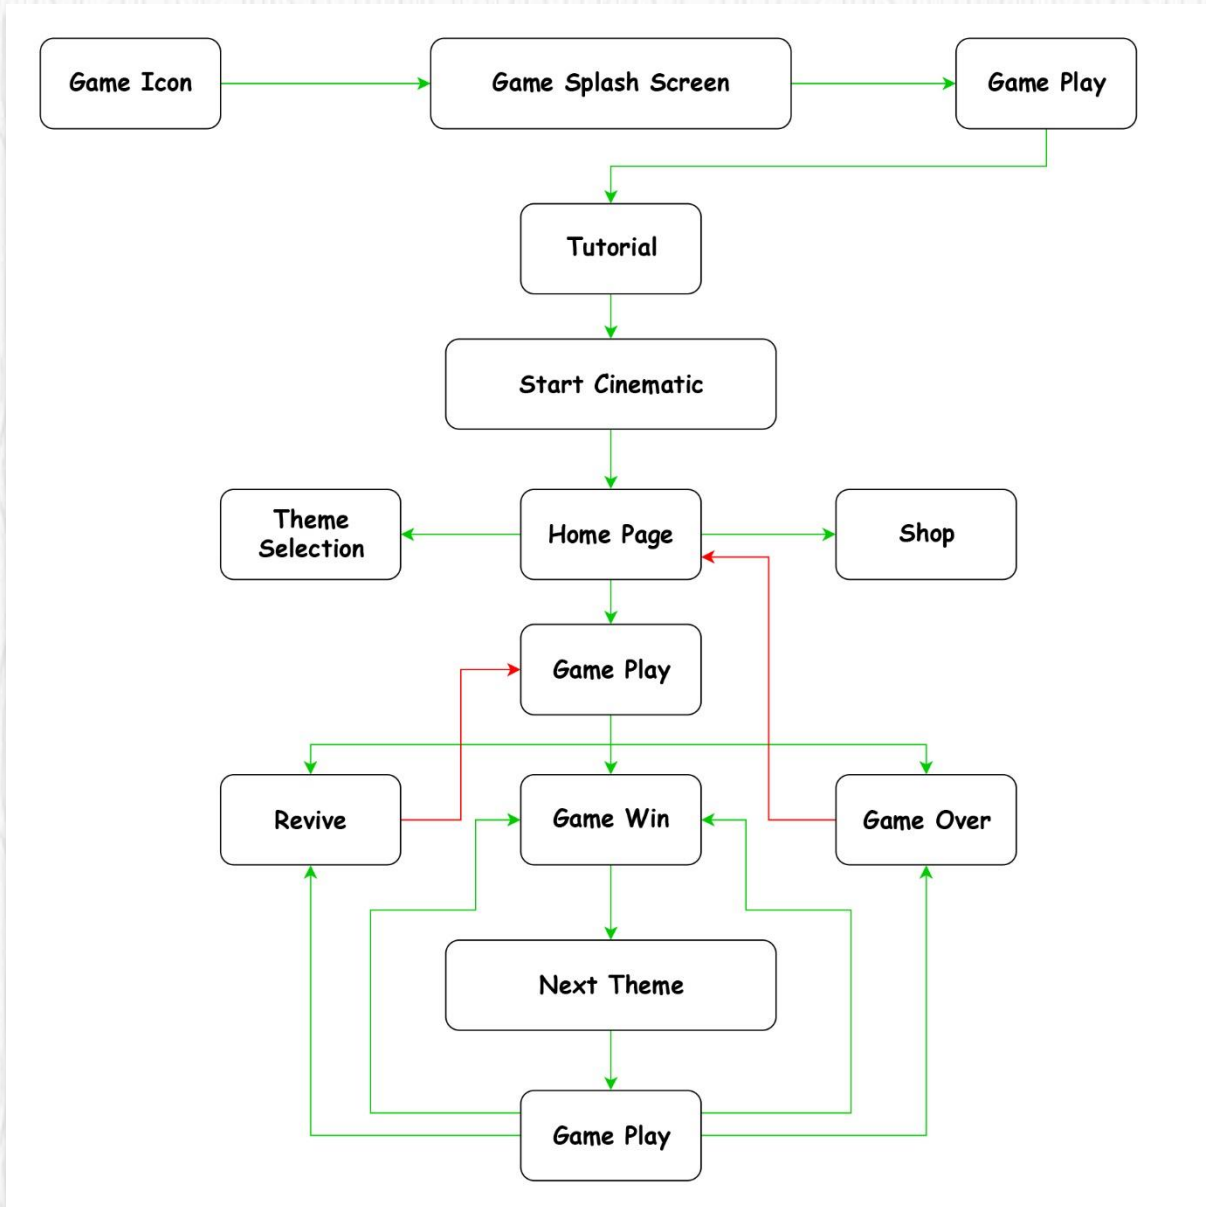 Game Icon
Game Splash Screen
Game Play
Tutorial
Start Cinematic
Theme
Selection
Home Page
Shop
Game Play
Revive
Game Win
Game Over
Next Theme
Game Play